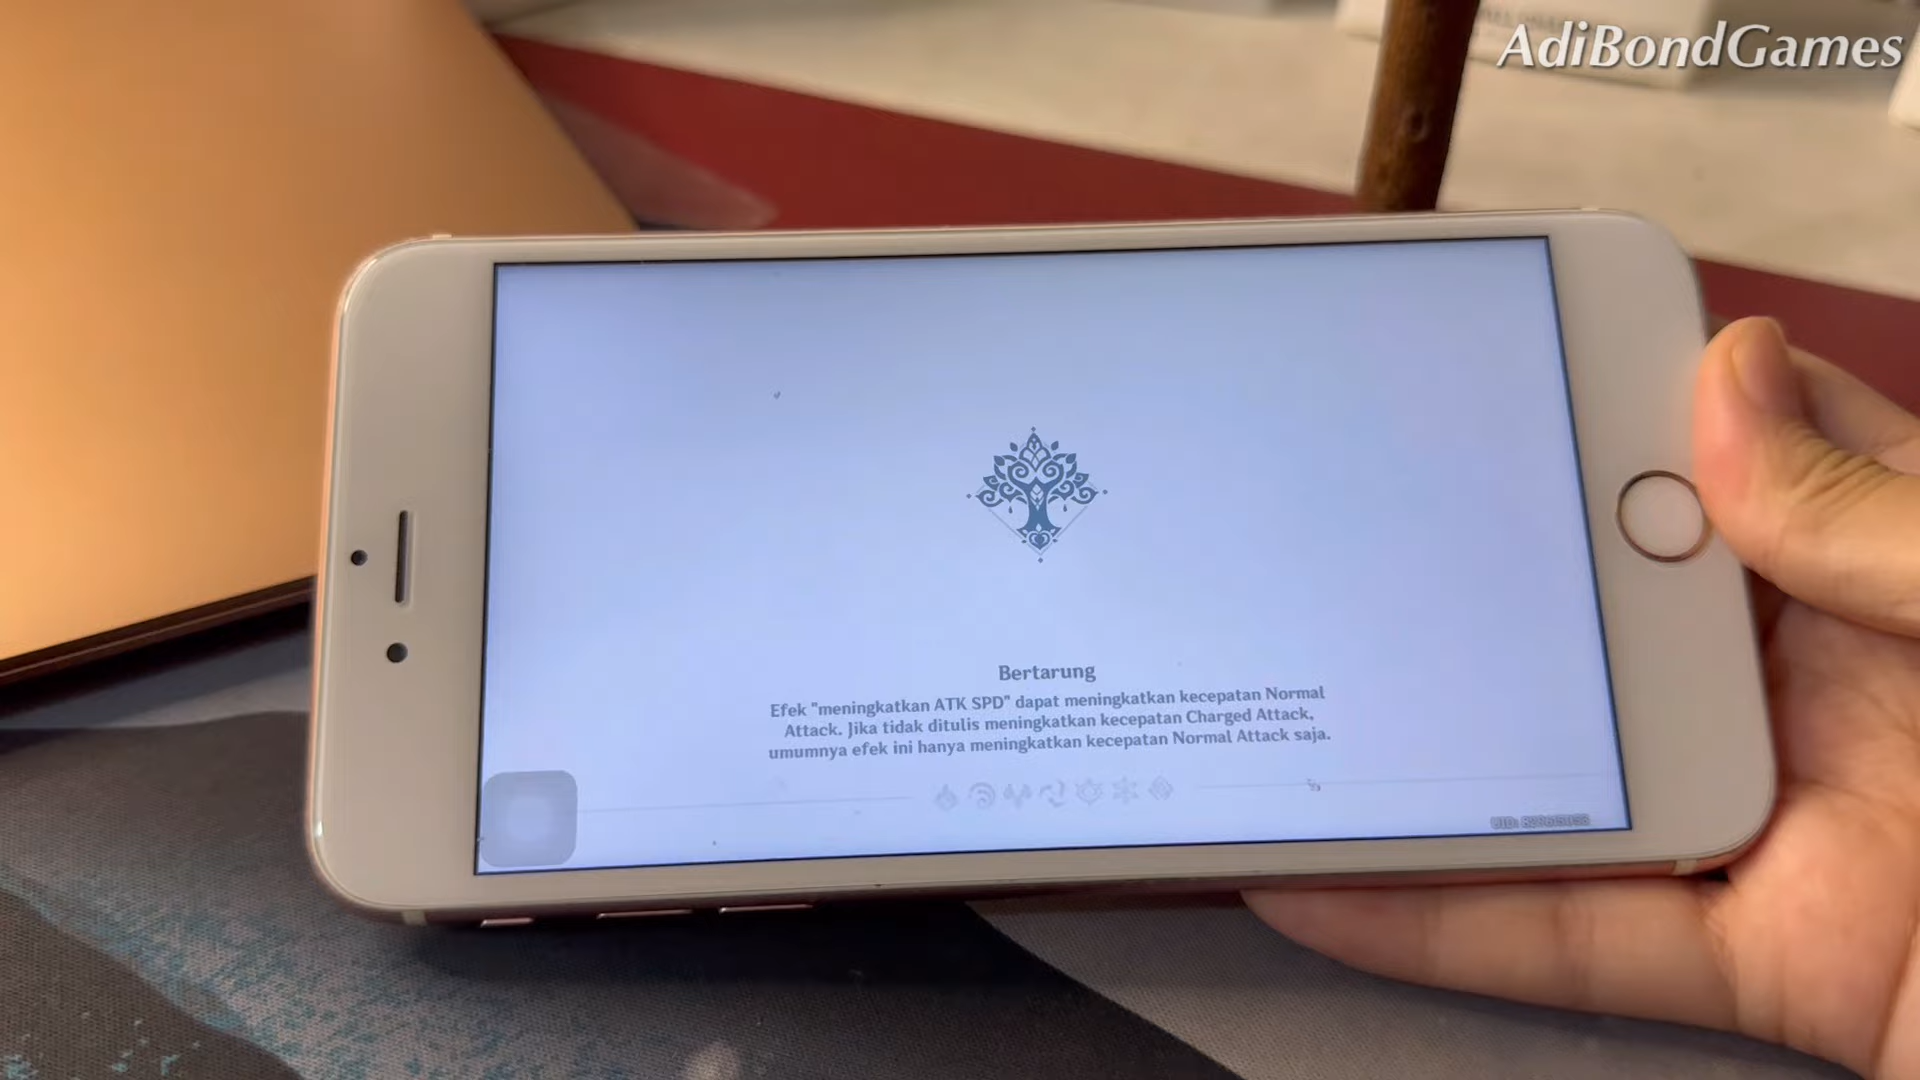 AdiBondGames
Bertarung
Efek "meningkatkan ATK SPD" dapat meningkatkan kecepatan Normal
Attack. Jika tidak ditulis meningkatkan kecepatan Charged Attack,
umumnya efek ini hanya meningkatkan kecepatan Normal Attack saja.
UID: